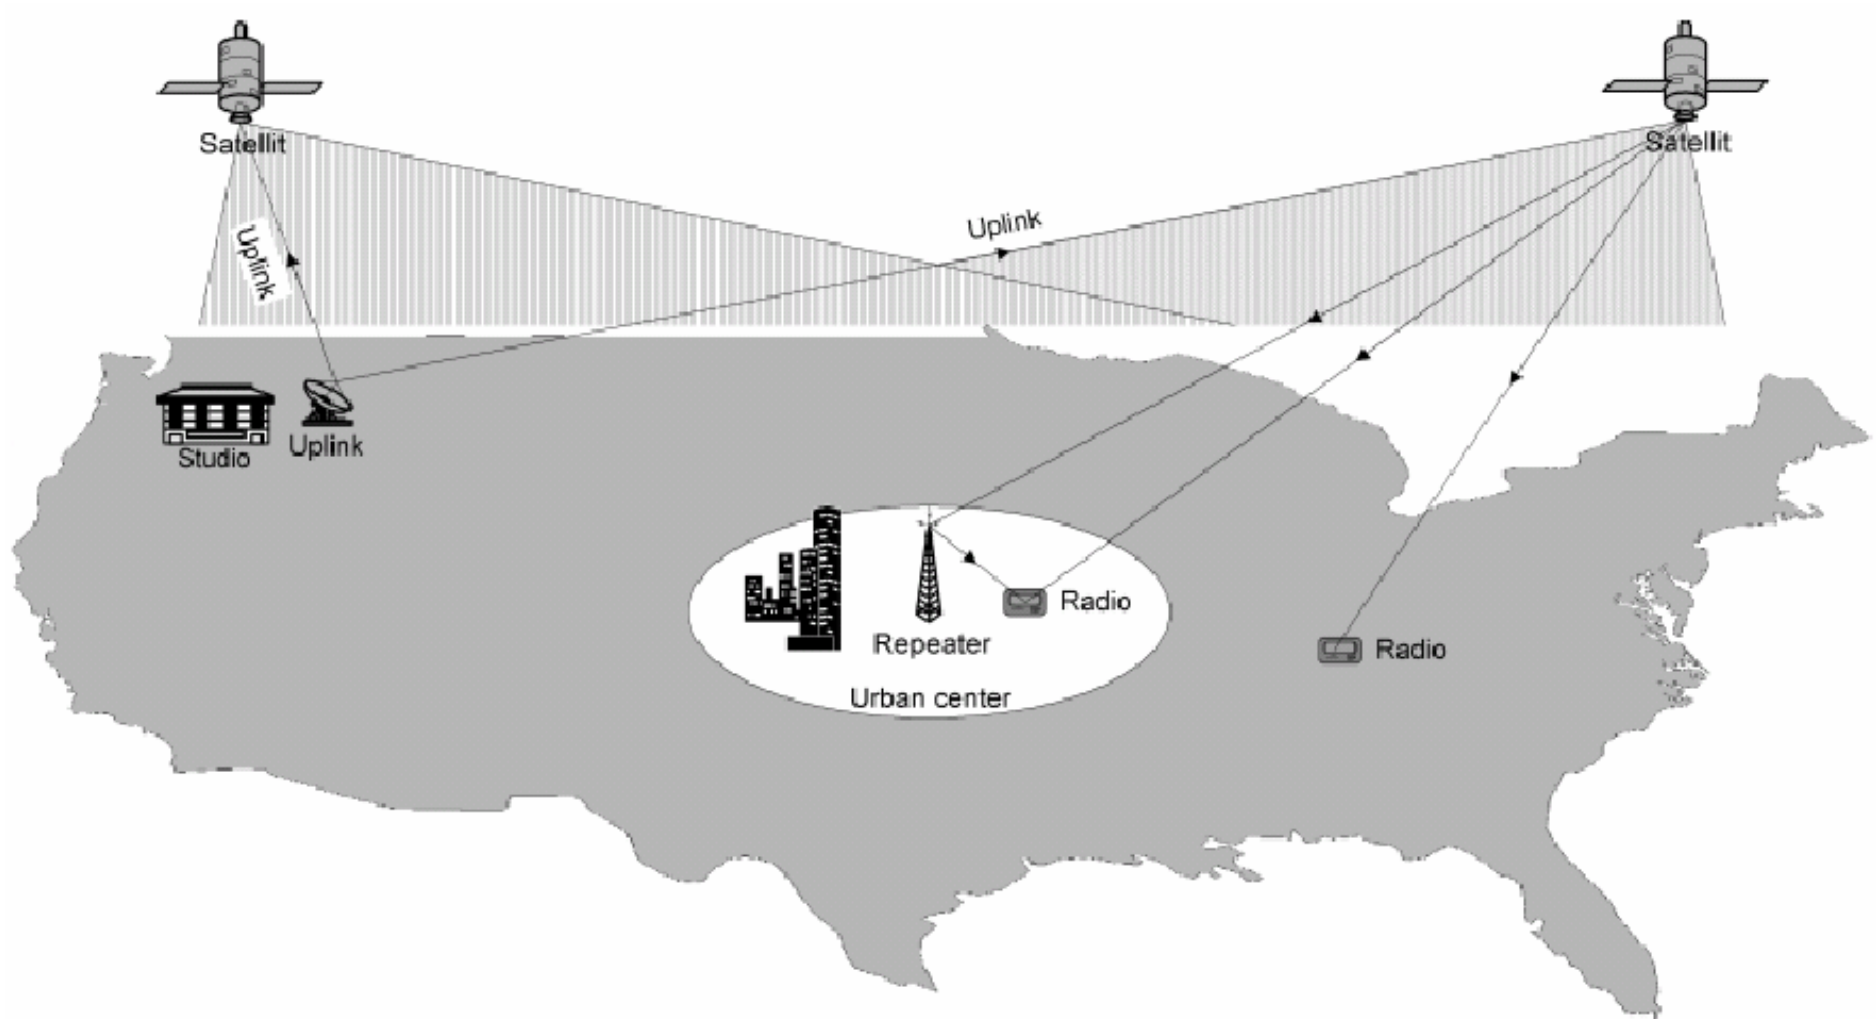 Satellit
Satellit
Uplink
Uplink
Studio
Uplink
Radio
Repeater
Radio
Urban center